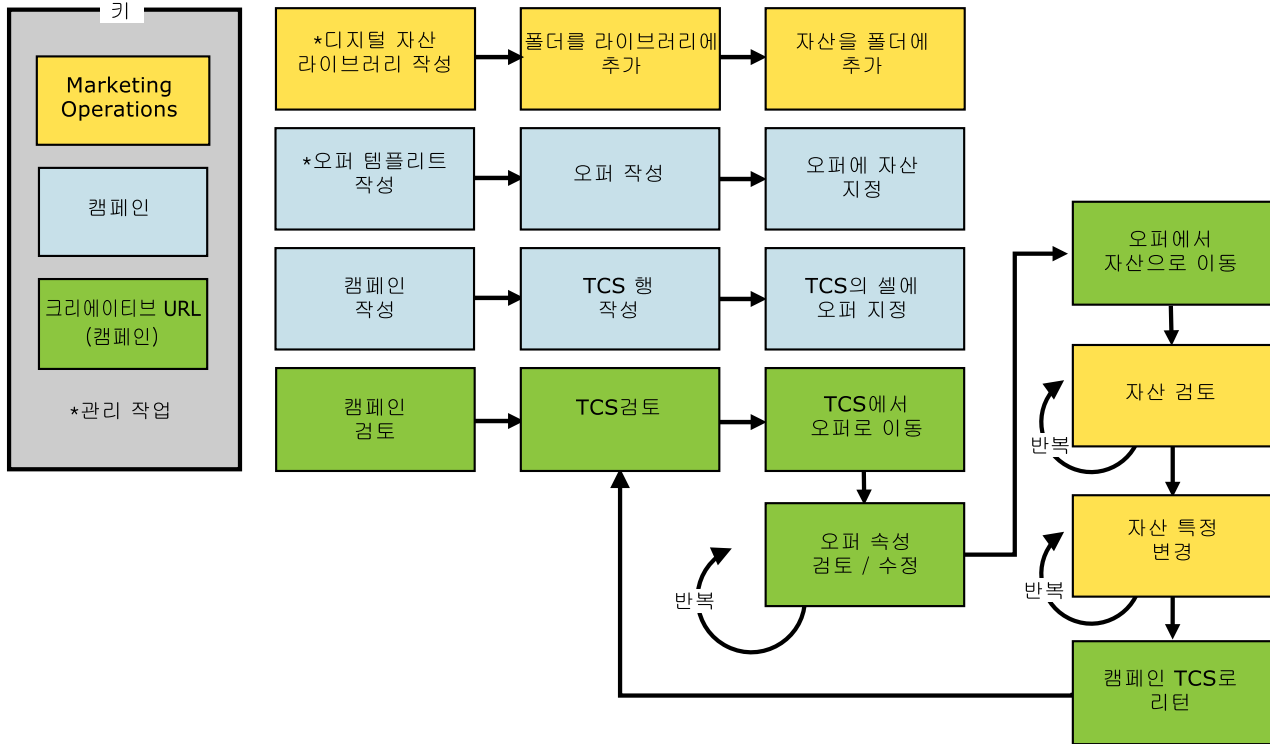 키
Marketing
Operations
캠페인
크리에이티브 URL
(캠페인)
*관리 작업
*디지털 자산
라이브러리 작성
폴더를 라이브러리에
추가
자산을 폴더에
추가
*오퍼 템플리트
작성
오퍼 작성
오퍼에 자산
지정
캠페인
작성
TCS 행
작성
TCS의 셀에
오퍼 지정
캠페인
검토
TCS검토
TCS에서
오퍼로 이동
오퍼 속성
검토 / 수정
반복
오퍼에서
자산으로 이동
자산 검토
반복
자산 특정
변경
반복
캠페인 TCS로
리턴